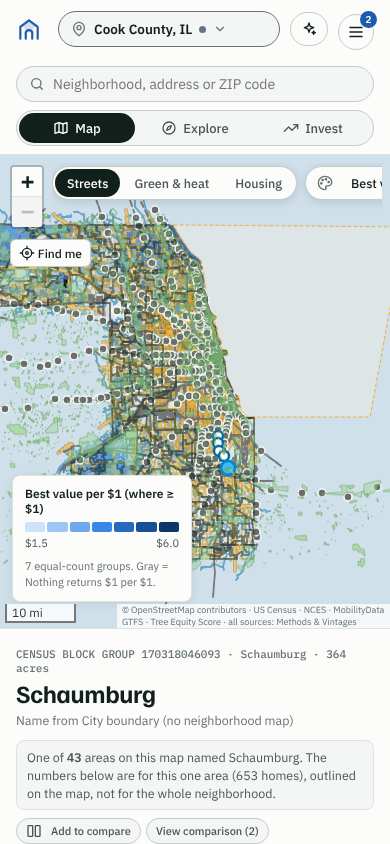 Cook County, IL
2
Neighborhood, address or ZIP code
Map Explore Invest
+ Streets Green & heat Housing Best v
−
Find me
Best value per $1 (where ≥
$1)
$1.5 $6.0
7 equal-count groups. Gray =
Nothing returns $1 per $1.
10 mi
© OpenStreetMap contributors · US Census · NCES · MobilityData
GTFS · Tree Equity Score · all sources: Methods & Vintages
CENSUS BLOCK GROUP 170318046093 · Schaumburg · 364
acres
Schaumburg
Name from City boundary (no neighborhood map)
One of 43 areas on this map named Schaumburg. The
numbers below are for this one area (653 homes), outlined
on the map, not for the whole neighborhood.
Add to compare View comparison (2)